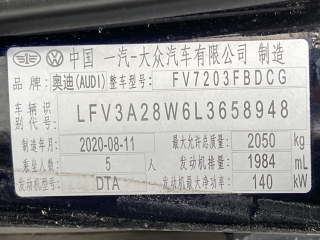 中国 一汽-大众汽车有限公司 制造
品牌: 奥迪(AUDI) 整车型号: FV7203FBDCG
车辆识别代号: LFV3A28W6L3658948
制造年月: 2020-08-11 最大允许总质量: 2050 kg
乘坐人数: 5 发动机排量: 1984 mL
发动机型号: DTA 发动机最大净功率: 140 kW